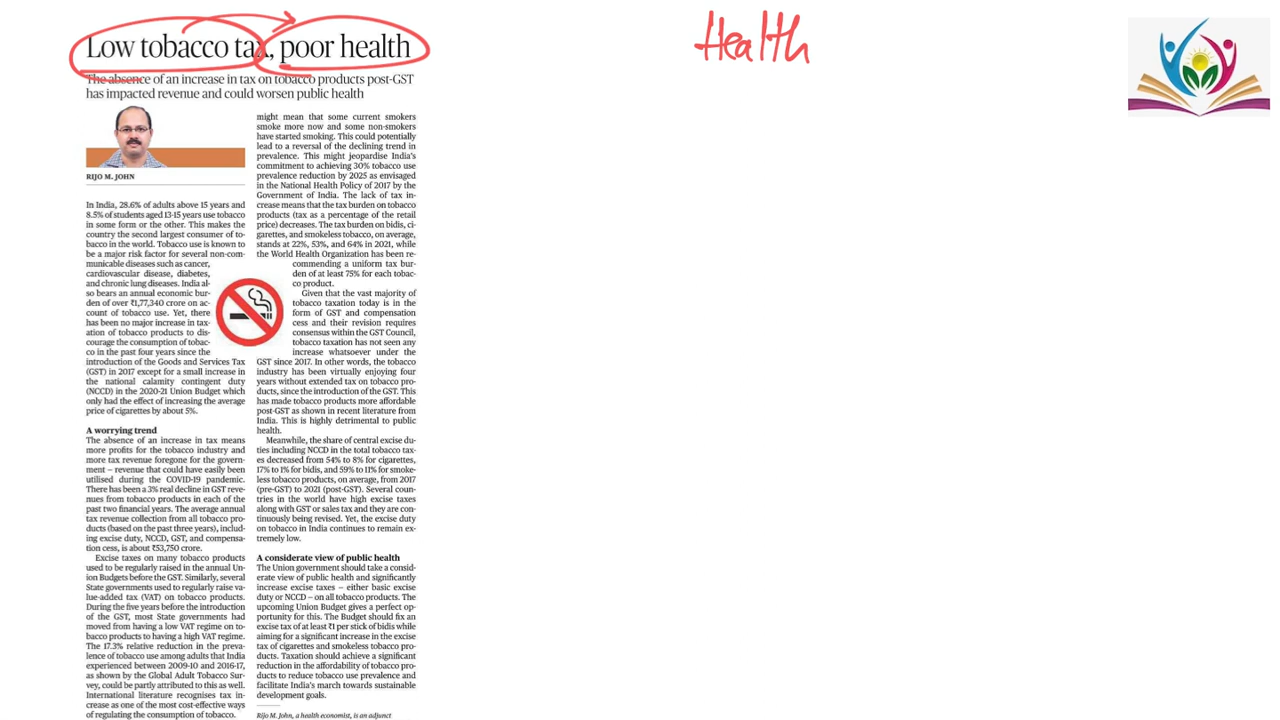 Low tobacco tax, poor health
The absence of an increase in tax on tobacco products post-GST
has impacted revenue and could worsen public health
RIJO M. JOHN
In India, 28.6% of adults above 15 years and
8.5% of students aged 13-15 years use tobacco
in some form or the other. This makes the
country the second largest consumer of to-
bacco in the world. Tobacco use is known to
be a major risk factor for several non-com-
municable diseases such as cancer,
cardiovascular disease, diabetes,
and chronic lung diseases. India al-
so bears an annual economic bur-
den of over ₹1,77,340 crore on ac-
count of tobacco use. Yet, there
has been no major increase in tax-
ation of tobacco products to dis-
courage the consumption of tobac-
co in the past four years since the
introduction of the Goods and Services Tax
(GST) in 2017 except for a small increase in
the national calamity contingent duty
(NCCD) in the 2020-21 Union Budget which
only had the effect of increasing the average
price of cigarettes by about 5%.
A worrying trend
The absence of an increase in tax means
more profits for the tobacco industry and
more tax revenue foregone for the govern-
ment – revenue that could have easily been
utilised during the COVID-19 pandemic.
There has been a 3% real decline in GST reve-
nues from tobacco products in each of the
past two financial years. The average annual
tax revenue collection from all tobacco pro-
ducts (based on the past three years), includ-
ing excise duty, NCCD, GST, and compensa-
tion cess, is about ₹53,750 crore.
Excise taxes on many tobacco products
used to be regularly raised in the annual Un-
ion Budgets before the GST. Similarly, several
State governments used to regularly raise va-
lue-added tax (VAT) on tobacco products.
During the five years before the introduction
of the GST, most State governments had
moved from having a low VAT regime on to-
bacco products to having a high VAT regime.
The 17.3% relative reduction in the preva-
lence of tobacco use among adults that India
experienced between 2009-10 and 2016-17,
as shown by the Global Adult Tobacco Sur-
vey, could be partly attributed to this as well.
International literature recognises tax in-
crease as one of the most cost-effective ways
of regulating the consumption of tobacco.
might mean that some current smokers
smoke more now and some non-smokers
have started smoking. This could potentially
lead to a reversal of the declining trend in
prevalence. This might jeopardise India's
commitment to achieving 30% tobacco use
prevalence reduction by 2025 as envisaged
in the National Health Policy of 2017 by the
Government of India. The lack of tax in-
crease means that the tax burden on tobacco
products (tax as a percentage of the retail
price) decreases. The tax burden on bidis, ci-
garettes, and smokeless tobacco, on average,
stands at 22%, 53%, and 64% in 2021, while
the World Health Organization has been re-
commending a uniform tax bur-
den of at least 75% for each tobac-
co product.
Given that the vast majority of
tobacco taxation today is in the
form of GST and compensation
cess and their revision requires
consensus within the GST Council,
tobacco taxation has not seen any
increase whatsoever under the
GST since 2017. In other words, the tobacco
industry has been virtually enjoying four
years without extended tax on tobacco pro-
ducts, since the introduction of the GST. This
has made tobacco products more affordable
post-GST as shown in recent literature from
India. This is highly detrimental to public
health.
Meanwhile, the share of central excise du-
ties including NCCD in the total tobacco tax-
es decreased from 54% to 8% for cigarettes,
17% to 1% for bidis, and 59% to 11% for smoke-
less tobacco products, on average, from 2017
(pre-GST) to 2021 (post-GST). Several coun-
tries in the world have high excise taxes
along with GST or sales tax and they are con-
tinuously being revised. Yet, the excise duty
on tobacco in India continues to remain ex-
tremely low.
A considerate view of public health
The Union government should take a consid-
erate view of public health and significantly
increase excise taxes – either basic excise
duty or NCCD – on all tobacco products. The
upcoming Union Budget gives a perfect op-
portunity for this. The Budget should fix an
excise tax of at least ₹1 per stick of bidis while
aiming for a significant increase in the excise
tax of cigarettes and smokeless tobacco pro-
ducts. Taxation should achieve a significant
reduction in the affordability of tobacco pro-
ducts to reduce tobacco use prevalence and
facilitate India's march towards sustainable
development goals.
Rijo M. John, a health economist, is an adjunct
Health